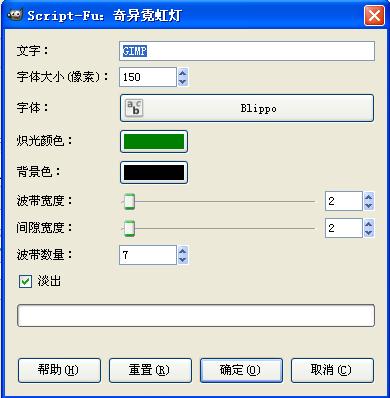 Script-Fu：奇异霓虹灯
文字：
GIMP
字体大小(像素)：
150
字体：
abc Blippo
炽光颜色：
背景色：
波带宽度：
2
间隙宽度：
2
波带数量：
7
淡出
帮助(H) 重置(R) 确定(O) 取消(C)